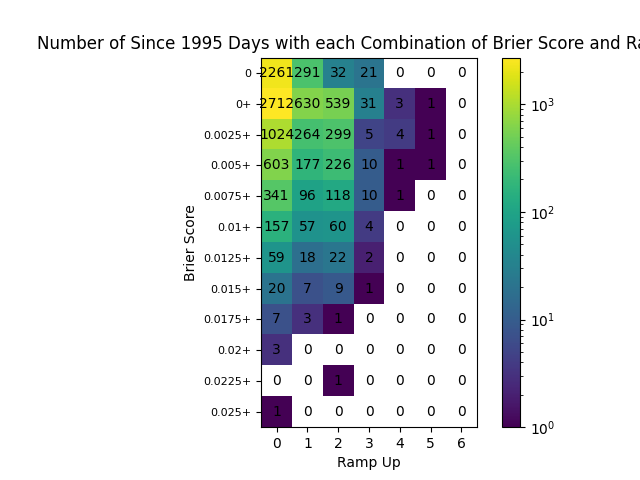 Number of Since 1995 Days with each Combination of Brier Score and Ra
0 2261 291 32 21 0 0 0
0+ 2712 630 539 31 3 1 0
0.0025+ 1024 264 299 5 4 1 0
0.005+ 603 177 226 10 1 1 0
0.0075+ 341 96 118 10 1 0 0
0.01+ 157 57 60 4 0 0 0
0.0125+ 59 18 22 2 0 0 0
0.015+ 20 7 9 1 0 0 0
0.0175+ 7 3 1 0 0 0 0
0.02+ 3 0 0 0 0 0 0
0.0225+ 0 0 1 0 0 0 0
0.025+ 1 0 0 0 0 0 0
0 1 2 3 4 5 6
Ramp Up
Brier Score
10³
10²
10¹
10⁰